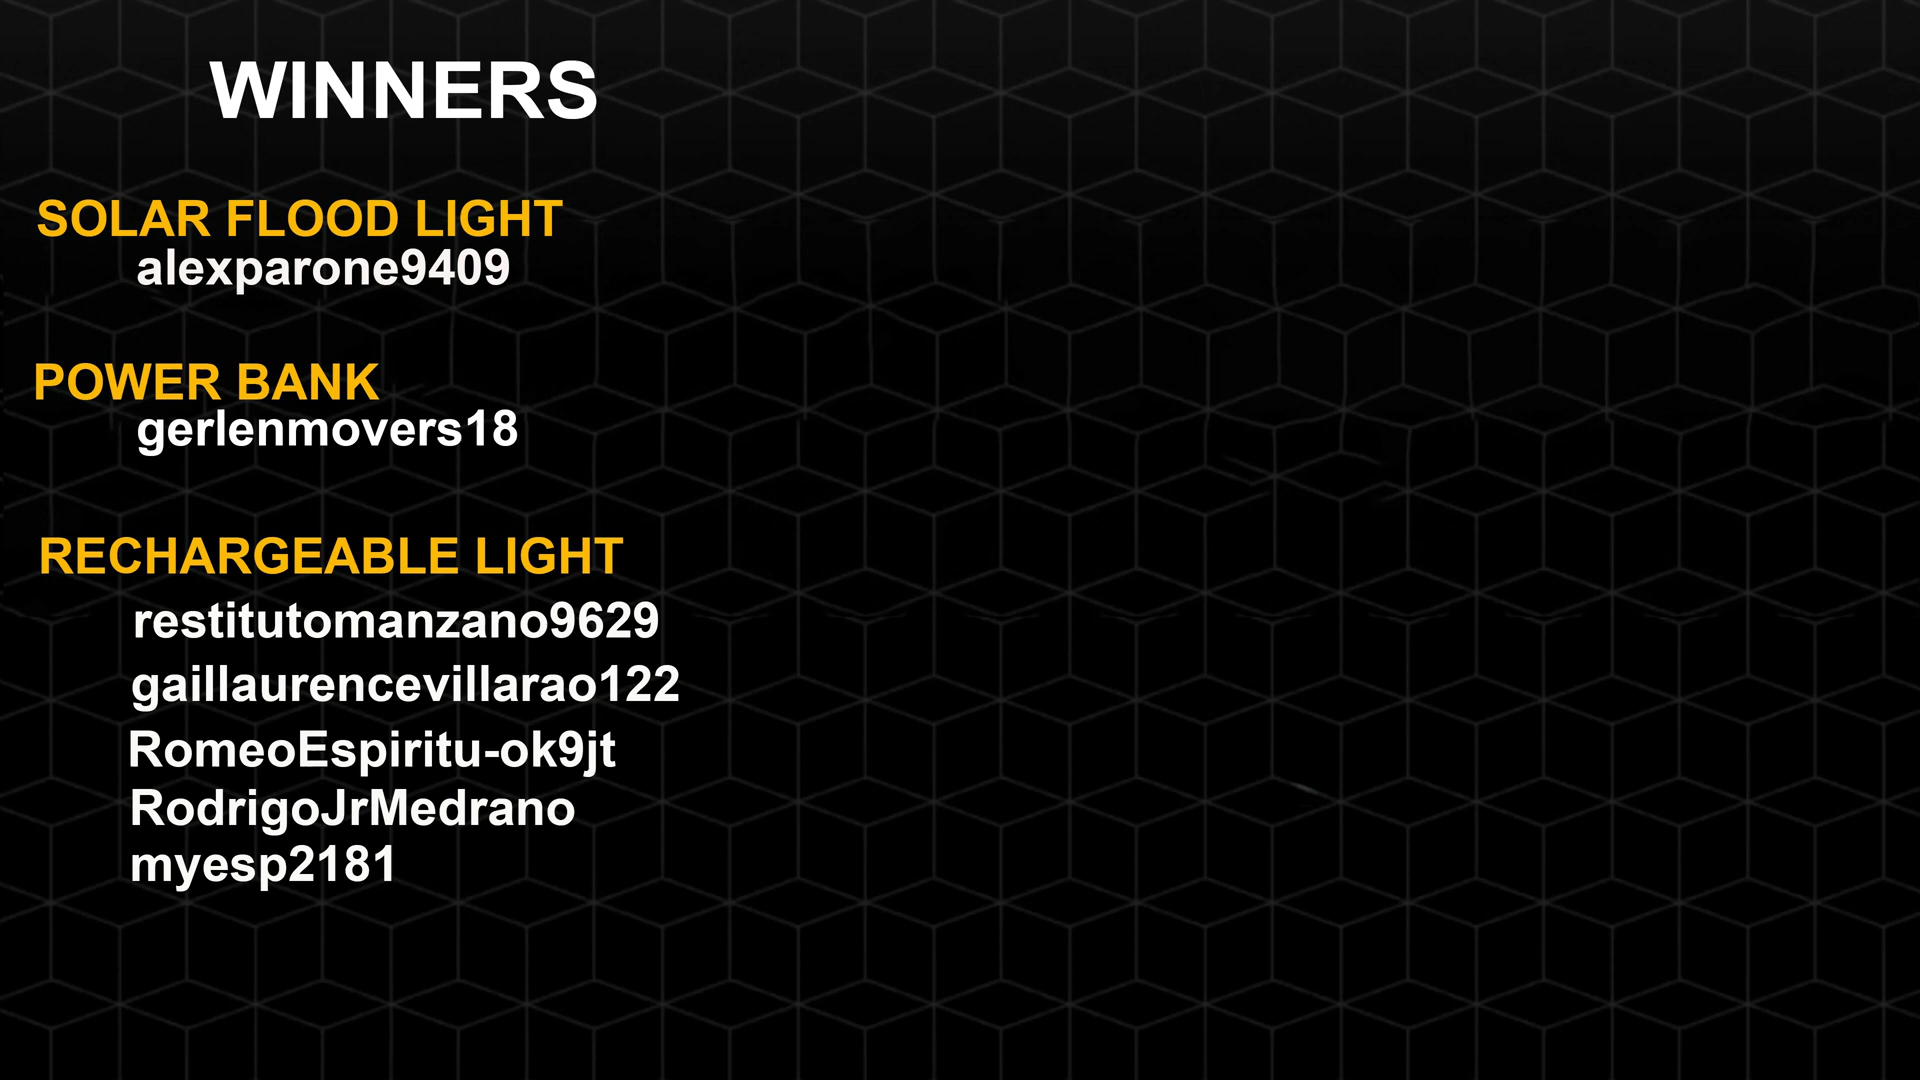 WINNERS
SOLAR FLOOD LIGHT
alexparone9409
POWER BANK
gerlenmovers18
RECHARGEABLE LIGHT
restitutomanzano9629
gaillaurencevillarao122
RomeoEspiritu-ok9jt
RodrigoJrMedrano
myesp2181